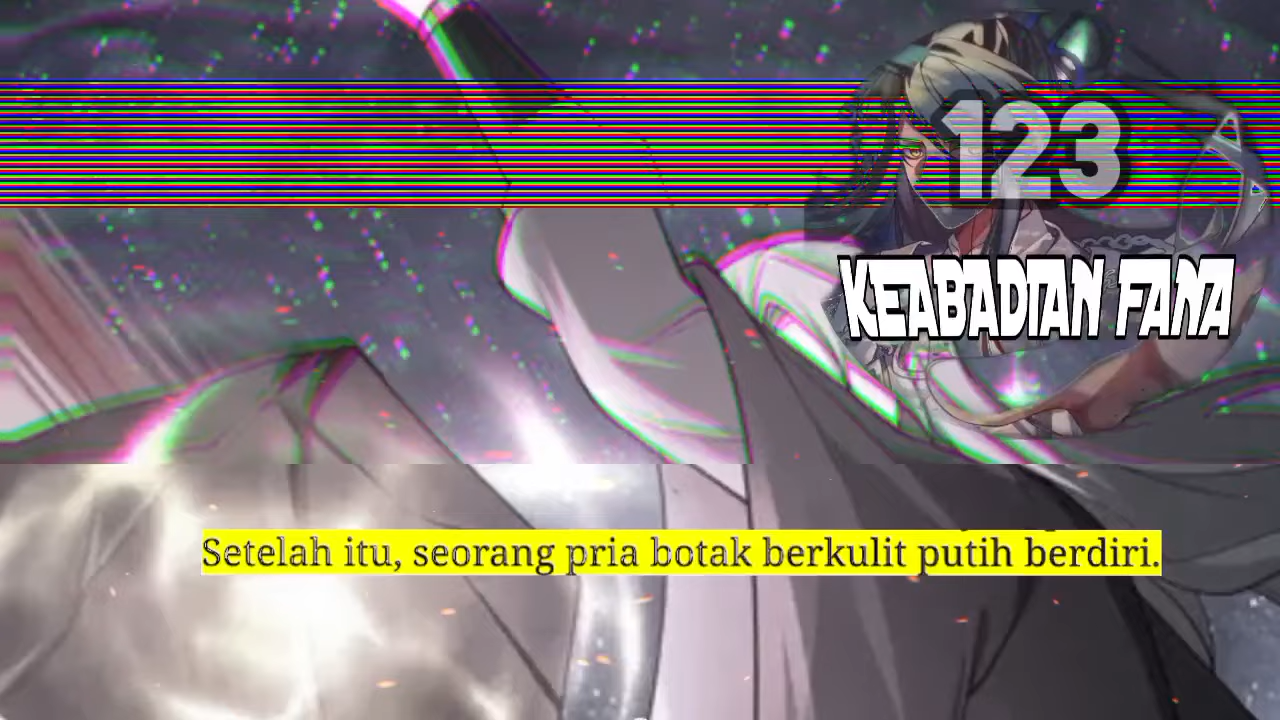 123
KEABADIAN FANA
Setelah itu, seorang pria botak berkulit putih berdiri.